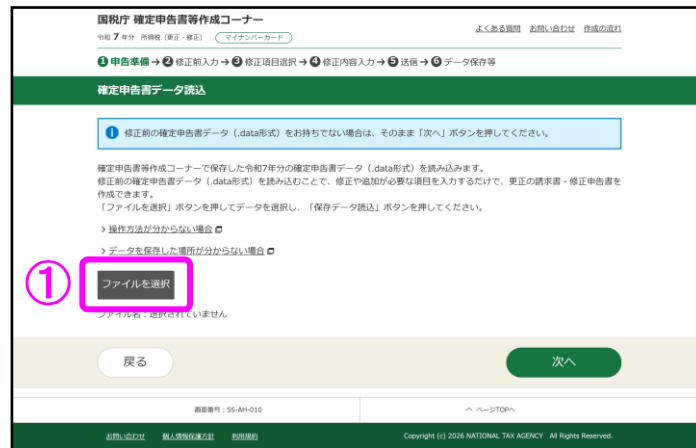 国税庁 確定申告書等作成コーナー
令和 7 年分 所得税（更正・修正） マイナンバーカード
よくある質問 お問い合わせ 作成の流れ
❶ 申告準備 → ❷ 修正前入力 → ❸ 修正項目選択 → ❹ 修正内容入力 → ❺ 送信 → ❻ データ保存等
確定申告書データ読込
修正前の確定申告書データ（.data形式）をお持ちでない場合は、そのまま「次へ」ボタンを押してください。
確定申告書等作成コーナーで保存した令和7年分の確定申告書データ（.data形式）を読み込みます。
修正前の確定申告書データ（.data形式）を読み込むことで、修正や追加が必要な項目を入力するだけで、更正の請求書・修正申告書を
作成できます。
「ファイルを選択」ボタンを押してデータを選択し、「保存データ読込」ボタンを押してください。
> 操作方法が分からない場合
> データを保存した場所が分からない場合
①
ファイルを選択
ファイル名：選択されていません
戻る
次へ
画面番号：SS-AH-010
ページTOPへ
お問い合わせ 個人情報保護方針 利用規約
Copyright (c) 2026 NATIONAL TAX AGENCY All Rights Reserved.